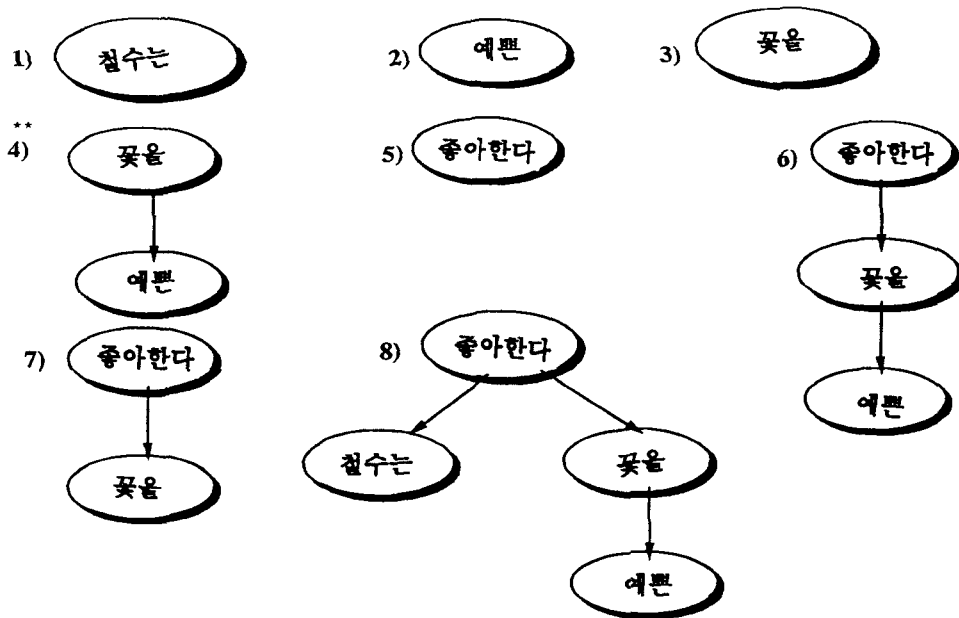 1) 철수는
2) 예쁜
3) 꽃을
**
4) 꽃을
예쁜
5) 좋아한다
6) 좋아한다
꽃을
예쁜
7) 좋아한다
꽃을
8) 좋아한다
철수는 꽃을
예쁜